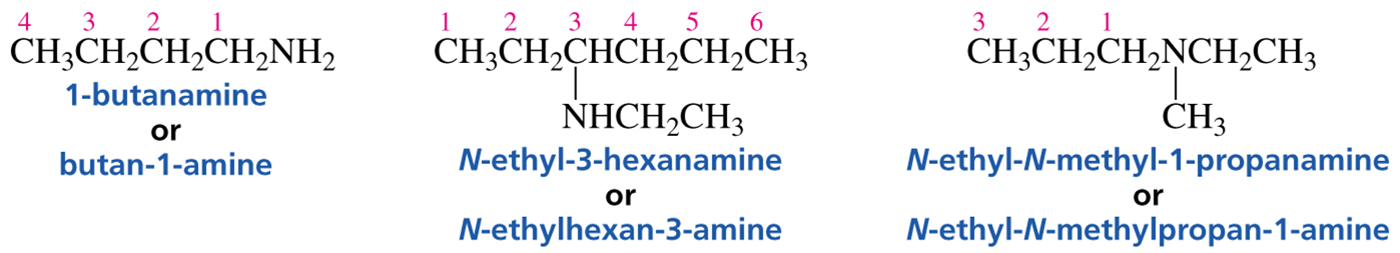 4 3 2 1
CH₃CH₂CH₂CH₂NH₂
1-butanamine
or
butan-1-amine
1 2 3 4 5 6
CH₃CH₂CHCH₂CH₂CH₃
NHCH₂CH₃
N-ethyl-3-hexanamine
or
N-ethylhexan-3-amine
3 2 1
CH₃CH₂CH₂NCH₂CH₃
CH₃
N-ethyl-N-methyl-1-propanamine
or
N-ethyl-N-methylpropan-1-amine